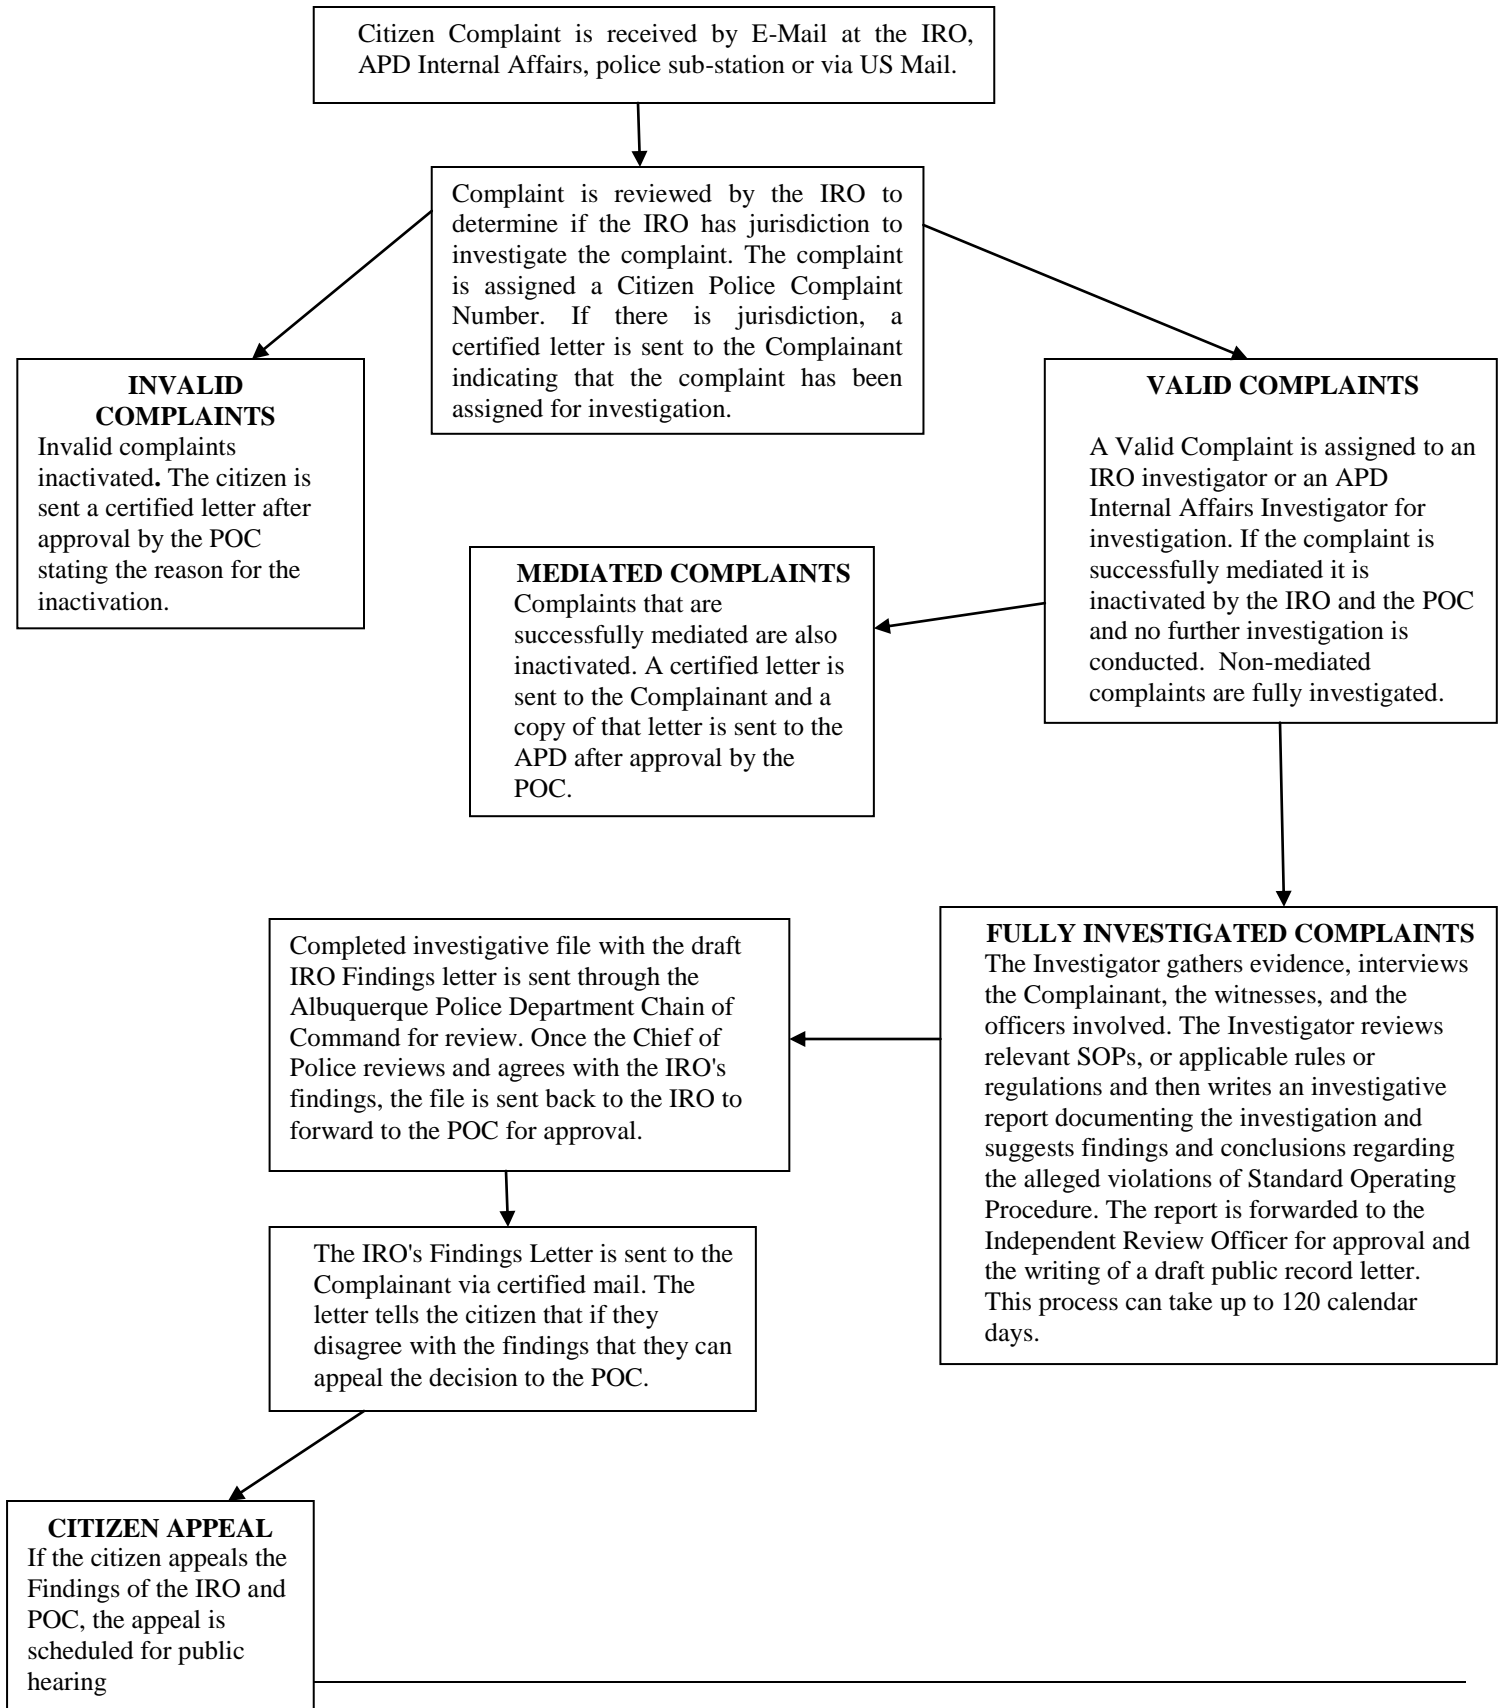 Citizen Complaint is received by E-Mail at the IRO,
APD Internal Affairs, police sub-station or via US Mail.
Complaint is reviewed by the IRO to
determine if the IRO has jurisdiction to
investigate the complaint. The complaint
is assigned a Citizen Police Complaint
Number. If there is jurisdiction, a
certified letter is sent to the Complainant
indicating that the complaint has been
assigned for investigation.
INVALID
COMPLAINTS
Invalid complaints
inactivated. The citizen is
sent a certified letter after
approval by the POC
stating the reason for the
inactivation.
VALID COMPLAINTS
A Valid Complaint is assigned to an
IRO investigator or an APD
Internal Affairs Investigator for
investigation. If the complaint is
successfully mediated it is
inactivated by the IRO and the POC
and no further investigation is
conducted.  Non-mediated
complaints are fully investigated.
MEDIATED COMPLAINTS
Complaints that are
successfully mediated are also
inactivated. A certified letter is
sent to the Complainant and a
copy of that letter is sent to the
APD after approval by the
POC.
FULLY INVESTIGATED COMPLAINTS
The Investigator gathers evidence, interviews
the Complainant, the witnesses, and the
officers involved. The Investigator reviews
relevant SOPs, or applicable rules or
regulations and then writes an investigative
report documenting the investigation and
suggests findings and conclusions regarding
the alleged violations of Standard Operating
Procedure. The report is forwarded to the
Independent Review Officer for approval and
the writing of a draft public record letter.
This process can take up to 120 calendar
days.
Completed investigative file with the draft
IRO Findings letter is sent through the
Albuquerque Police Department Chain of
Command for review. Once the Chief of
Police reviews and agrees with the IRO's
findings, the file is sent back to the IRO to
forward to the POC for approval.
The IRO's Findings Letter is sent to the
Complainant via certified mail. The
letter tells the citizen that if they
disagree with the findings that they can
appeal the decision to the POC.
CITIZEN APPEAL
If the citizen appeals the
Findings of the IRO and
POC, the appeal is
scheduled for public
hearing